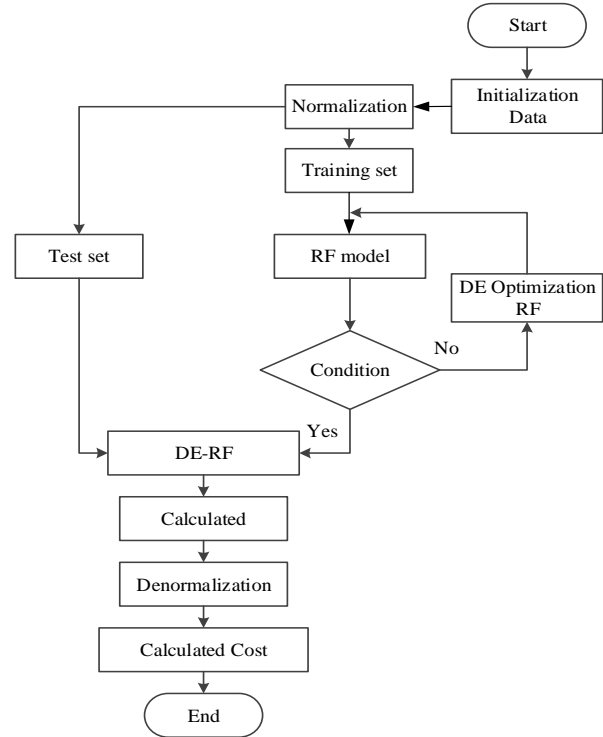 Start
Initialization
Data
Normalization
Training set
Test set
RF model
DE Optimization
RF
Condition
No
Yes
DE-RF
Calculated
Denormalization
Calculated Cost
End